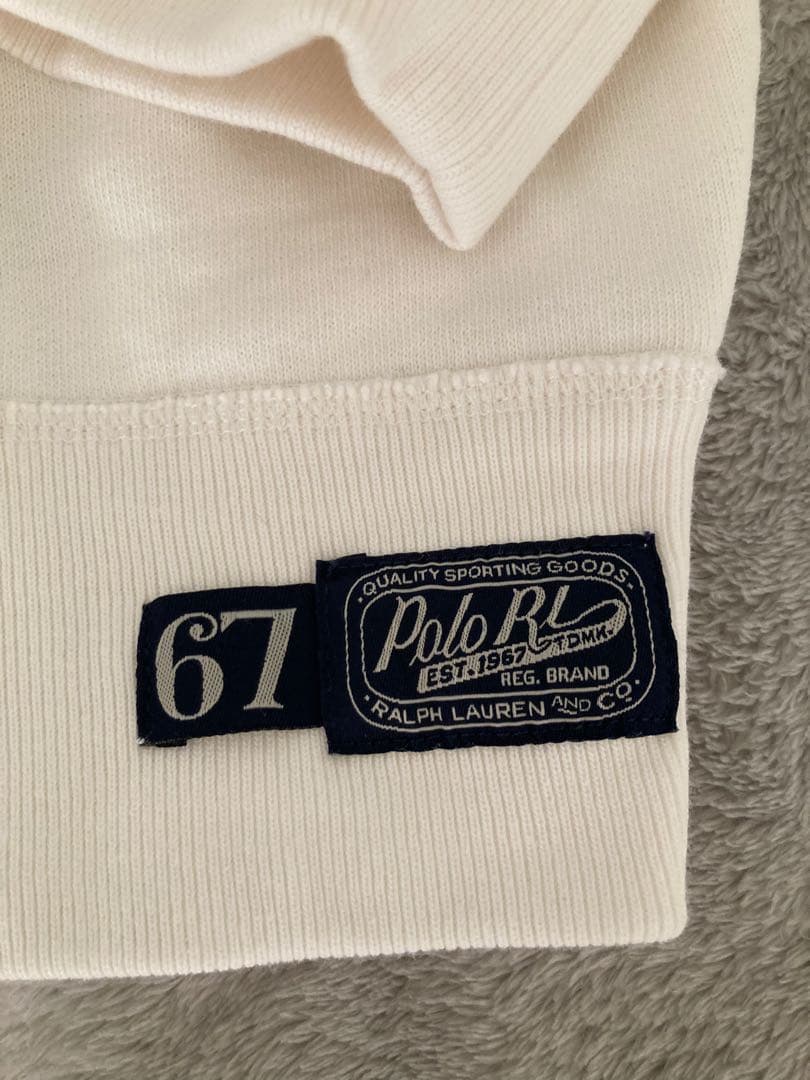 67
·QUALITY SPORTING GOODS·
Polo RL
EST. 1967 TDMK.
REG. BRAND
·RALPH LAUREN AND CO.·